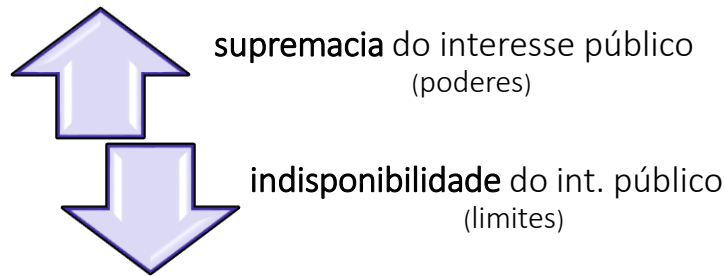 supremacia do interesse público
(poderes)
indisponibilidade do int. público
(limites)